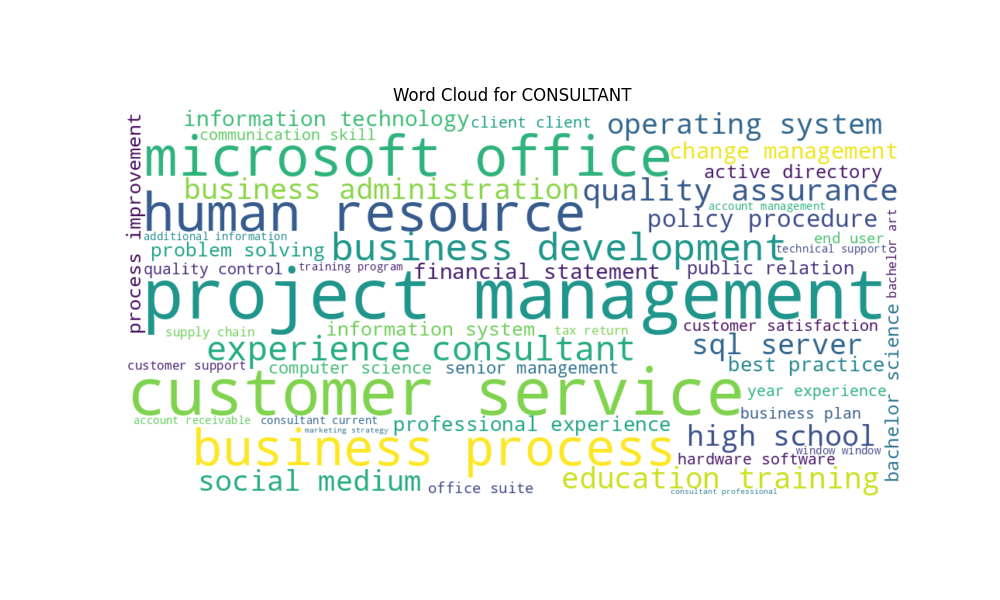 Word Cloud for CONSULTANT
process improvement
information technology
client client
operating system
communication skill
microsoft office
change management
active directory
business administration
quality assurance
human resource
account management
policy procedure
bachelor art
additional information
problem solving
business development
end user
technical support
quality control
training program
financial statement
public relation
project management
supply chain
information system
tax return
customer satisfaction
experience consultant
sql server
bachelor science
customer support
computer science
senior management
best practice
customer service
year experience
account receivable
consultant current
professional experience
business plan
marketing strategy
business process
high school
window window
hardware software
social medium
office suite
education training
consultant professional